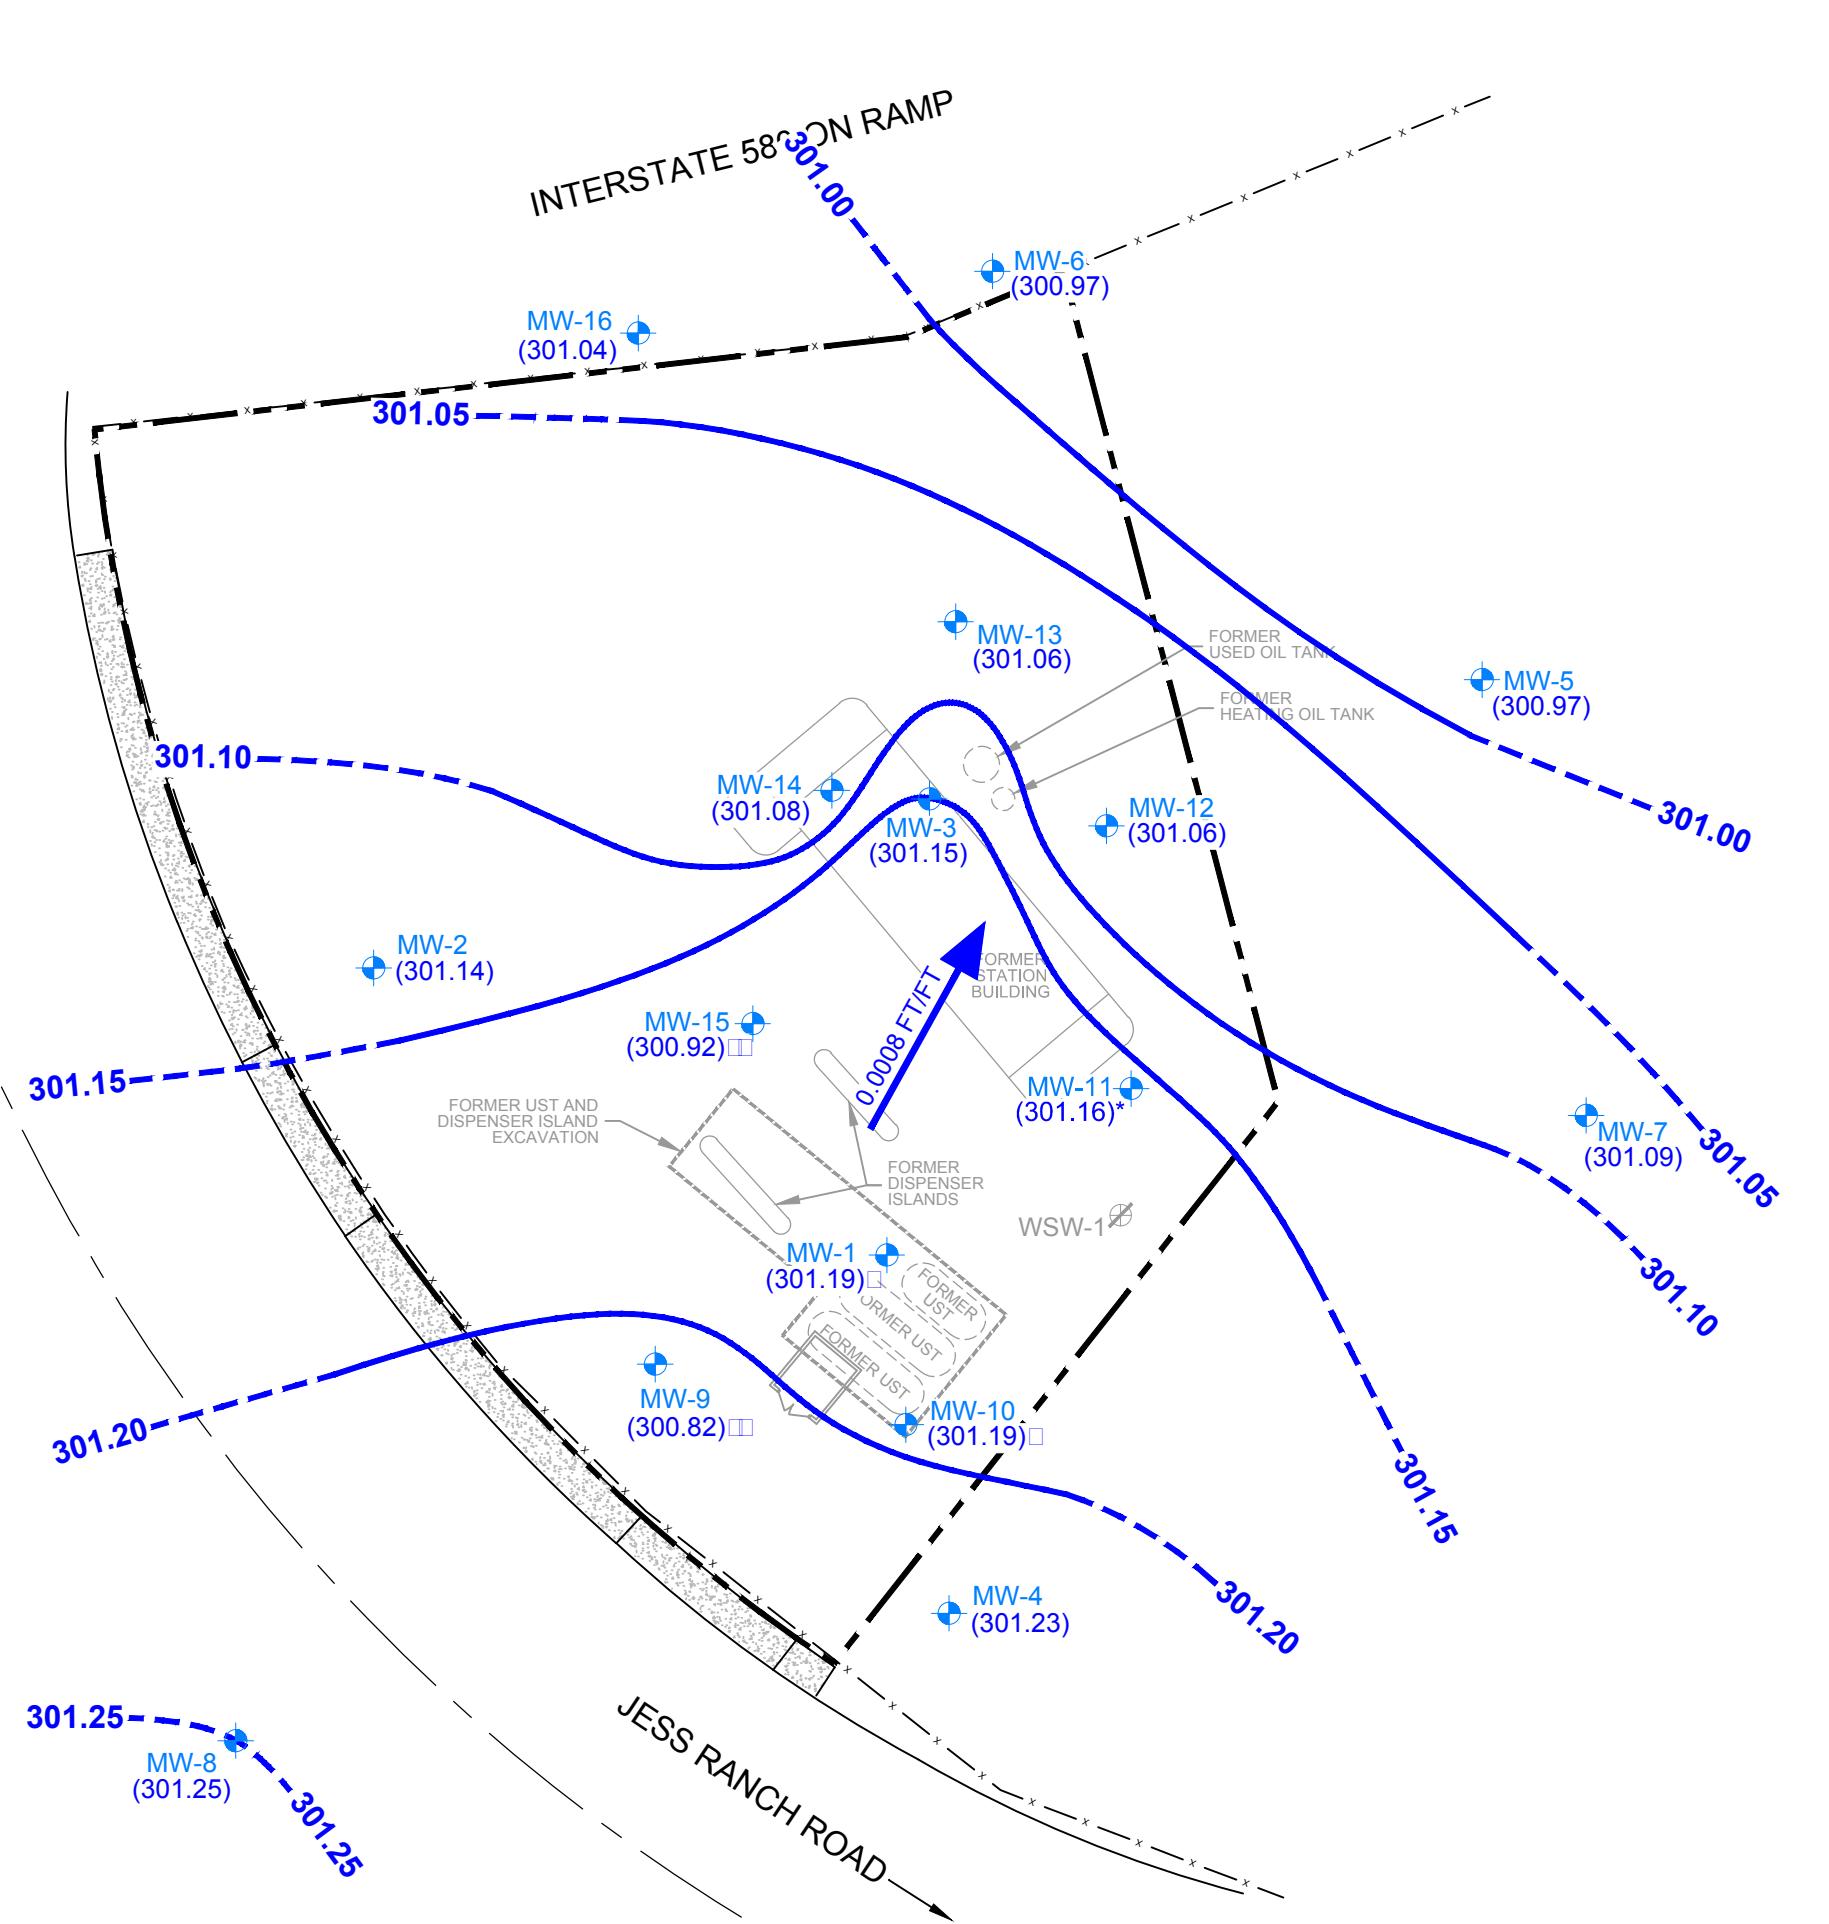 INTERSTATE 580 ON RAMP
301.00
MW-6
(300.97)
MW-16
(301.04)
301.05
MW-13
(301.06)
FORMER
USED OIL TANK
MW-5
(300.97)
FORMER
HEATING OIL TANK
301.10
MW-14
(301.08)
MW-3
(301.15)
MW-12
(301.06)
301.00
MW-2
(301.14)
FORMER
STATION
BUILDING
MW-15
(300.92)□□
0.0008 FT/FT
301.15
MW-11
(301.16)*
FORMER UST AND
DISPENSER ISLAND
EXCAVATION
MW-7
(301.09)
301.05
FORMER
DISPENSER
ISLANDS
WSW-1
MW-1
(301.19)□
FORMER
UST
FORMER UST
FORMER UST
301.10
MW-9
(300.82)□□
MW-10
(301.19)□
301.20
301.15
MW-4
(301.23)
301.20
301.25
MW-8
(301.25)
301.25
JESS RANCH ROAD